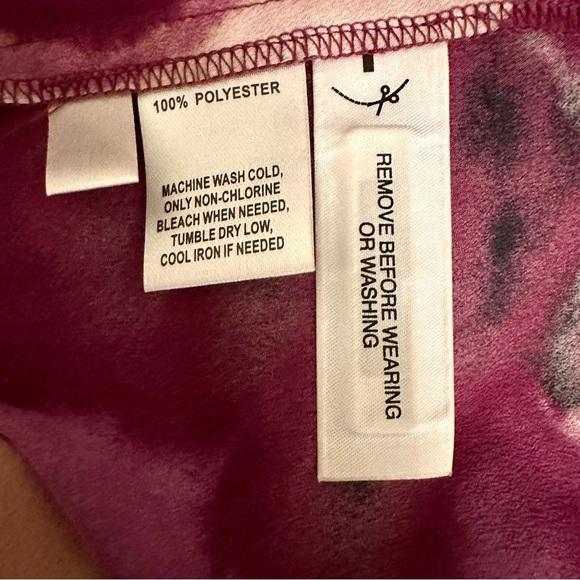 100% POLYESTER
MACHINE WASH COLD,
ONLY NON-CHLORINE
BLEACH WHEN NEEDED,
TUMBLE DRY LOW,
COOL IRON IF NEEDED
REMOVE BEFORE WEARING
OR WASHING